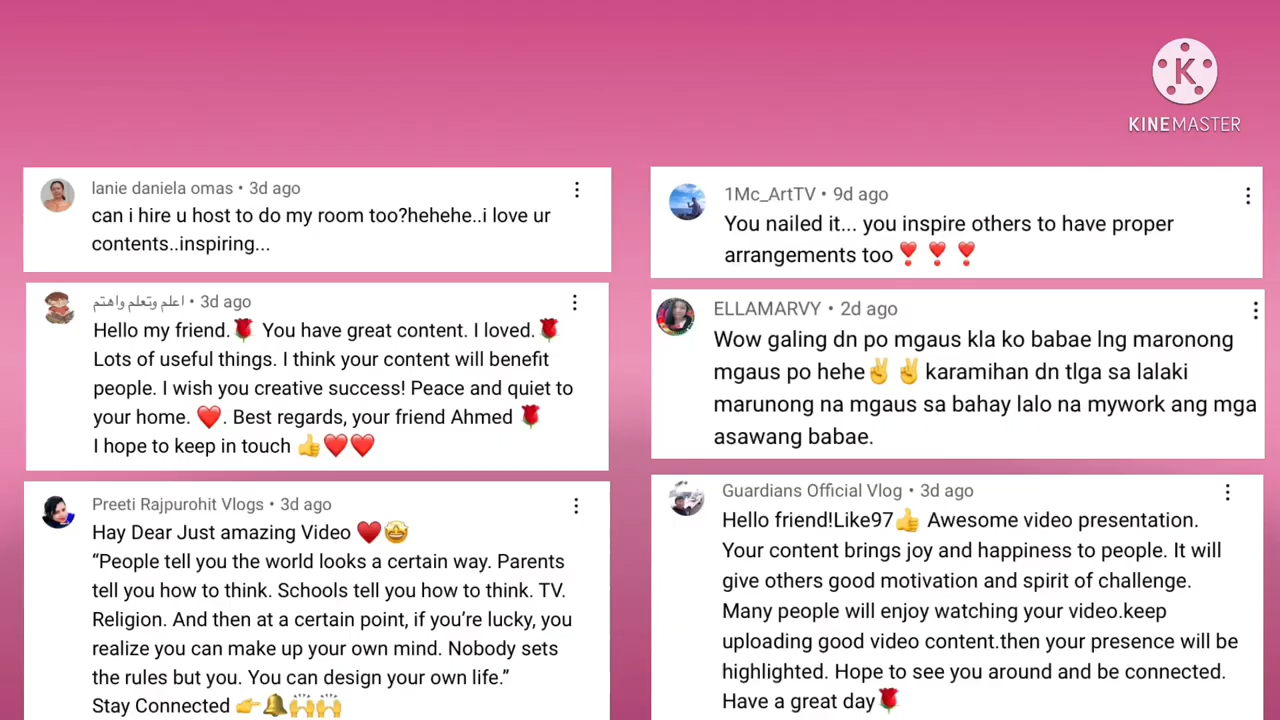 KINEMASTER
lanie daniela omas • 3d ago
can i hire u host to do my room too?hehehe..i love ur
contents..inspiring...
اعلم وتعلم واهتم • 3d ago
Hello my friend.🌹 You have great content. I loved.🌹
Lots of useful things. I think your content will benefit
people. I wish you creative success! Peace and quiet to
your home. ❤️. Best regards, your friend Ahmed 🌹
I hope to keep in touch 👍❤️❤️
Preeti Rajpurohit Vlogs • 3d ago
Hay Dear Just amazing Video ♥️🤩
“People tell you the world looks a certain way. Parents
tell you how to think. Schools tell you how to think. TV.
Religion. And then at a certain point, if you’re lucky, you
realize you can make up your own mind. Nobody sets
the rules but you. You can design your own life.”
Stay Connected 👉🔔🙌🙌
1Mc_ArtTV • 9d ago
You nailed it... you inspire others to have proper
arrangements too❣️❣️❣️
ELLAMARVY • 2d ago
Wow galing dn po mgaus kla ko babae lng maronong
mgaus po hehe✌️✌️karamihan dn tlga sa lalaki
marunong na mgaus sa bahay lalo na mywork ang mga
asawang babae.
Guardians Official Vlog • 3d ago
Hello friend!Like97👍 Awesome video presentation.
Your content brings joy and happiness to people. It will
give others good motivation and spirit of challenge.
Many people will enjoy watching your video.keep
uploading good video content.then your presence will be
highlighted. Hope to see you around and be connected.
Have a great day🌹